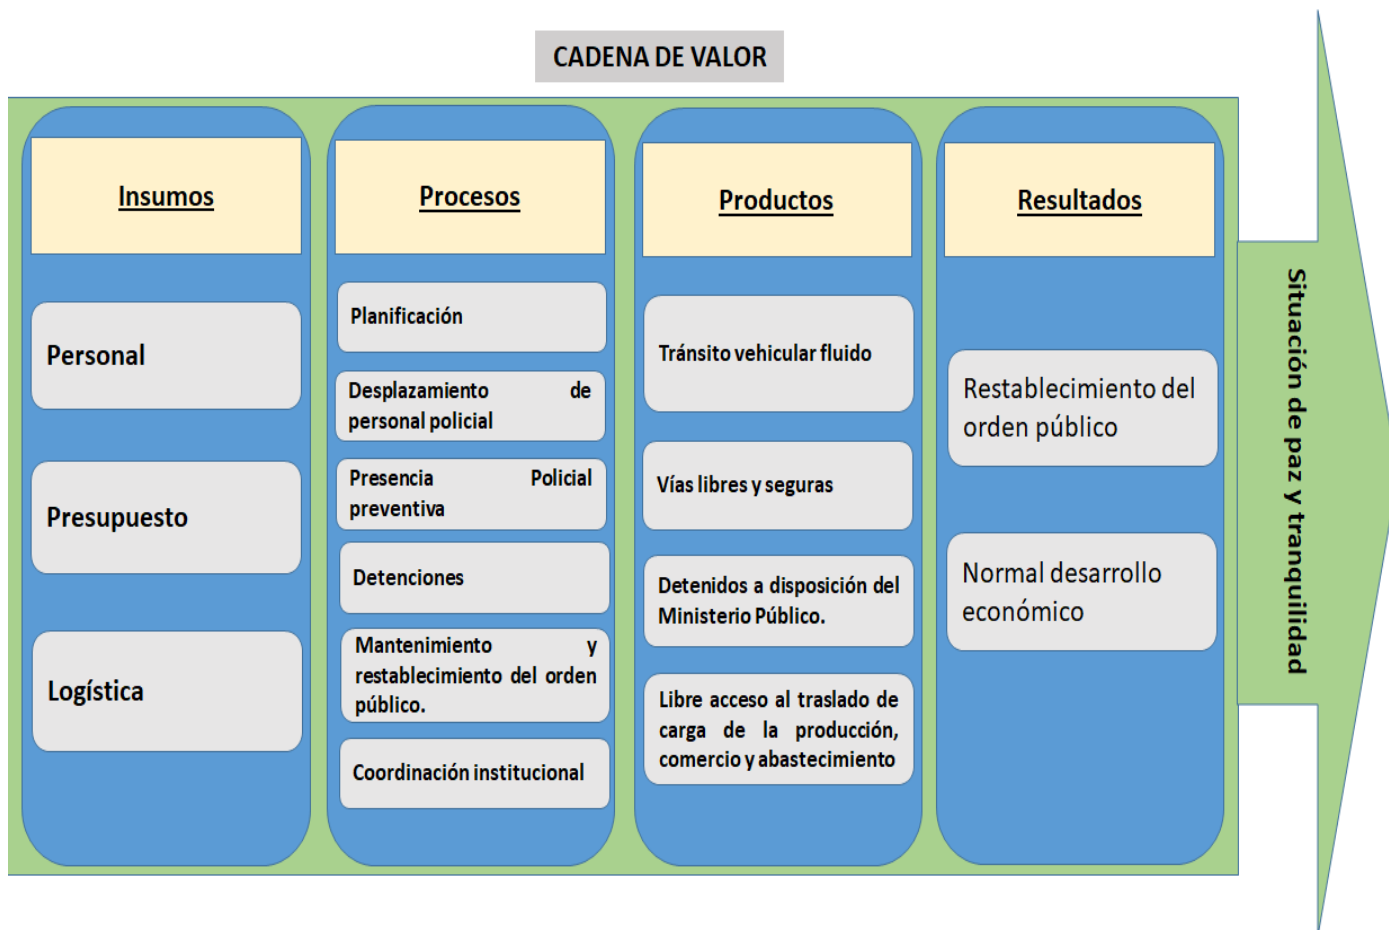 CADENA DE VALOR
Insumos
Personal
Presupuesto
Logística
Procesos
Planificación
Desplazamiento de
personal policial
Presencia Policial
preventiva
Detenciones
Mantenimiento y
restablecimiento del orden
público.
Coordinación institucional
Productos
Tránsito vehicular fluido
Vías libres y seguras
Detenidos a disposición del
Ministerio Público.
Libre acceso al traslado de
carga de la producción,
comercio y abastecimiento
Resultados
Restablecimiento del
orden público
Normal desarrollo
económico
Situación de paz y tranquilidad